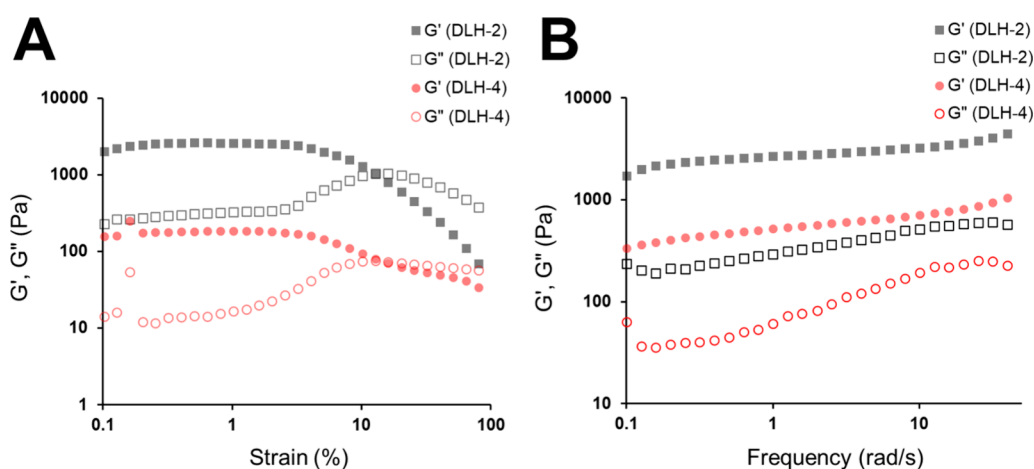 A
G' (DLH-2)
G" (DLH-2)
G' (DLH-4)
G" (DLH-4)
10000
1000
100
10
1
0.1
1
10
100
G', G" (Pa)
Strain (%)
B
G' (DLH-2)
G" (DLH-2)
G' (DLH-4)
G" (DLH-4)
10000
1000
100
10
0.1
1
10
G', G" (Pa)
Frequency (rad/s)